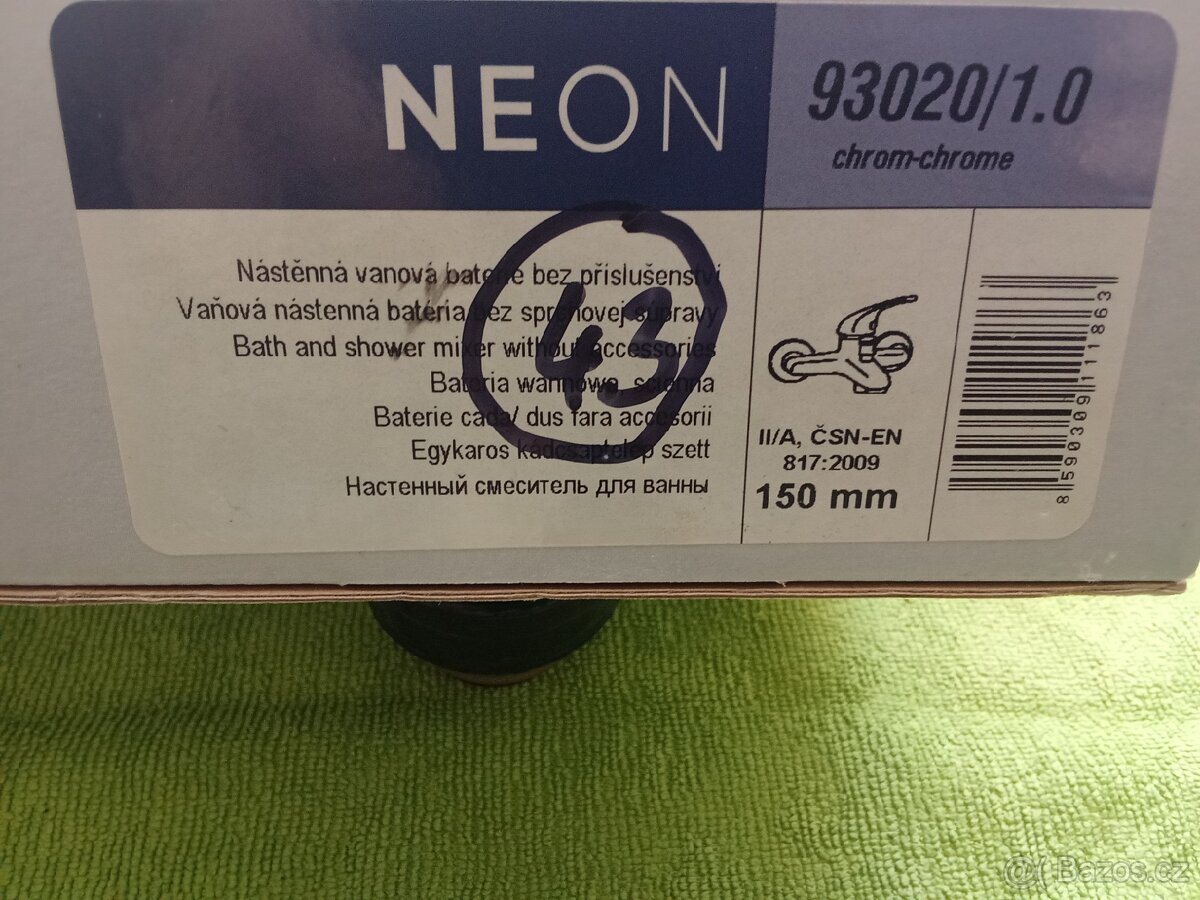 NEON
93020/1.0
chrom-chrome
Nástěnná vanová baterie bez příslušenství
Vaňová nástenná batéria bez sprchovej súpravy
Bath and shower mixer without accessories
Bateria wannowa, scienna
Baterie cada/ dus fara accesorii
Egykaros kádcsaptelep szett
Настенный смеситель для ванны
43
II/A, ČSN-EN
817:2009
150 mm
8590309111863
Bazos.cz